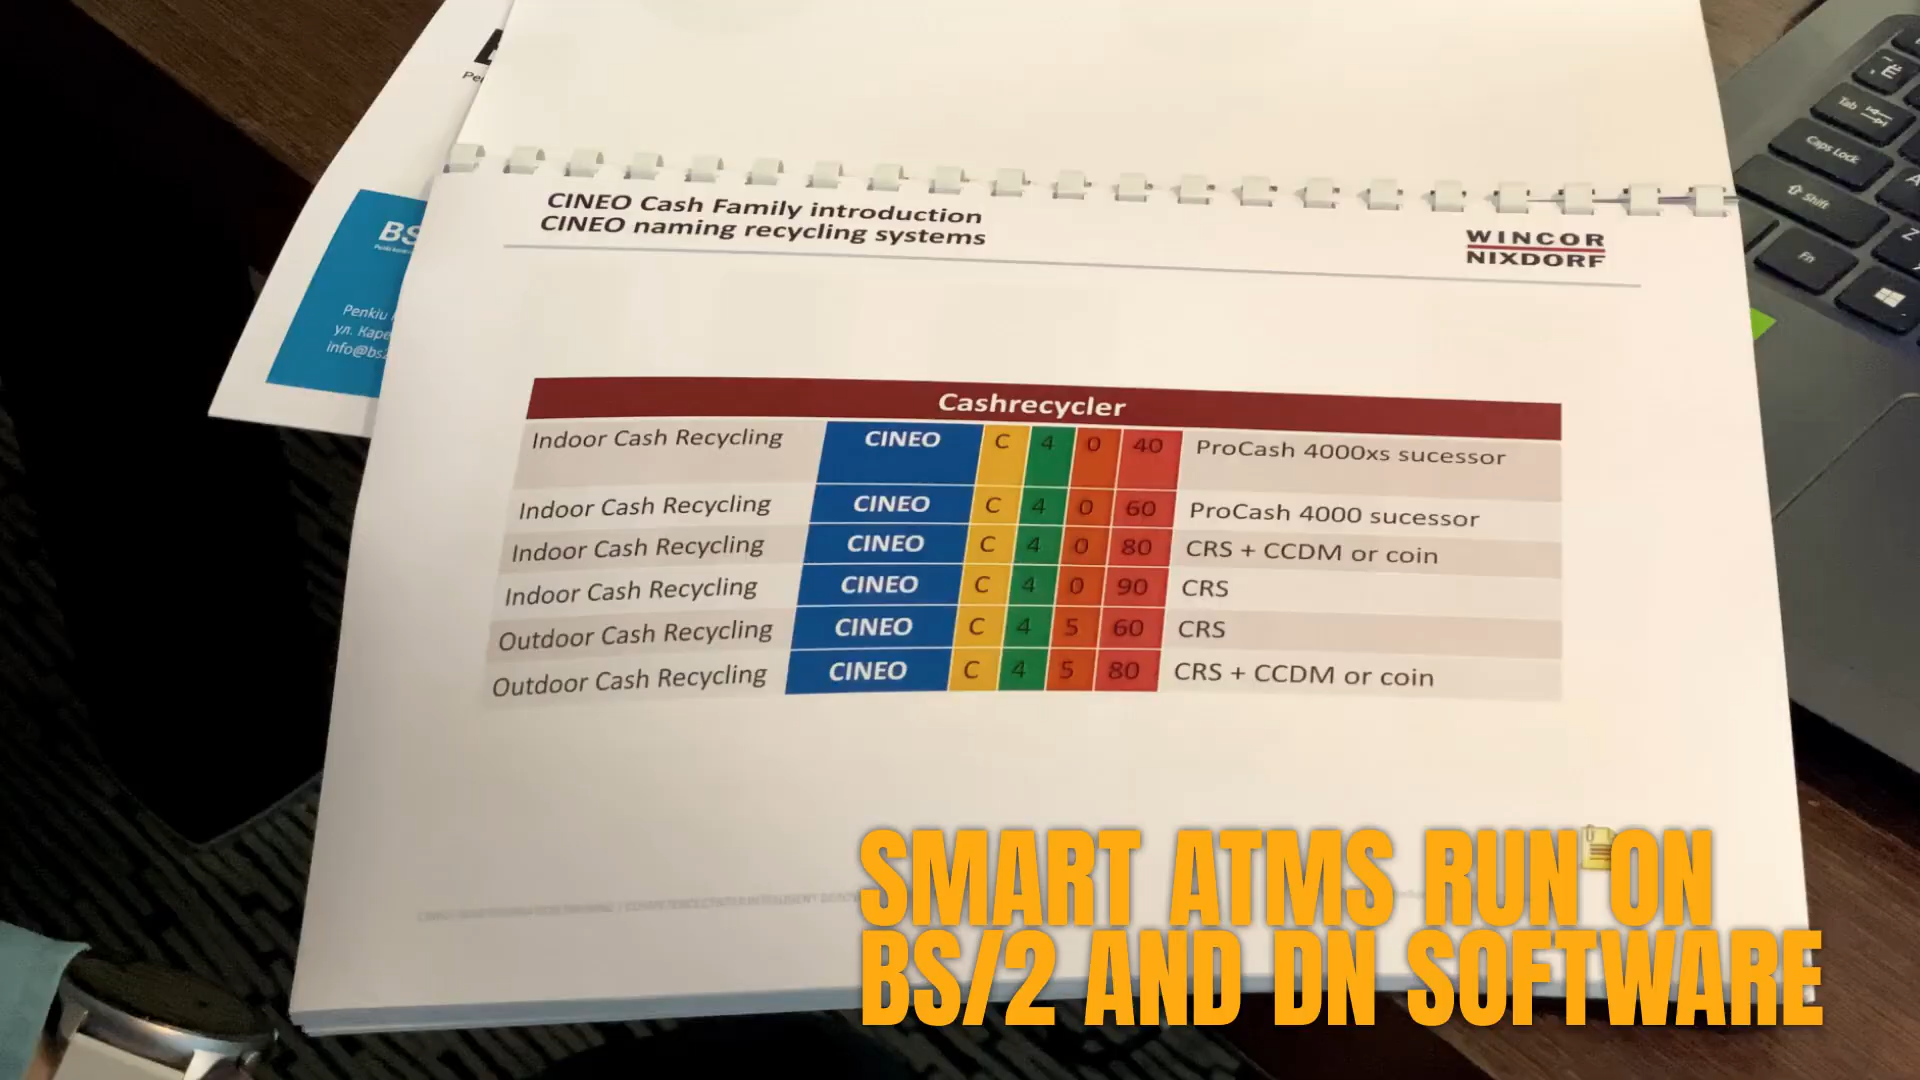 BS
Penkiu
ул. Каре
info@bs
CINEO Cash Family introduction
CINEO naming recycling systems
WINCOR
NIXDORF
Cashrecycler
Indoor Cash Recycling CINEO C 4 0 40 ProCash 4000xs sucessor
Indoor Cash Recycling CINEO C 4 0 60 ProCash 4000 sucessor
Indoor Cash Recycling CINEO C 4 0 80 CRS + CCDM or coin
Indoor Cash Recycling CINEO C 4 0 90 CRS
Outdoor Cash Recycling CINEO C 4 5 60 CRS
Outdoor Cash Recycling CINEO C 4 5 80 CRS + CCDM or coin
Tab
Caps Lock
Shift
Fn
Z
SMART ATMS RUN ON
BS/2 AND DN SOFTWARE